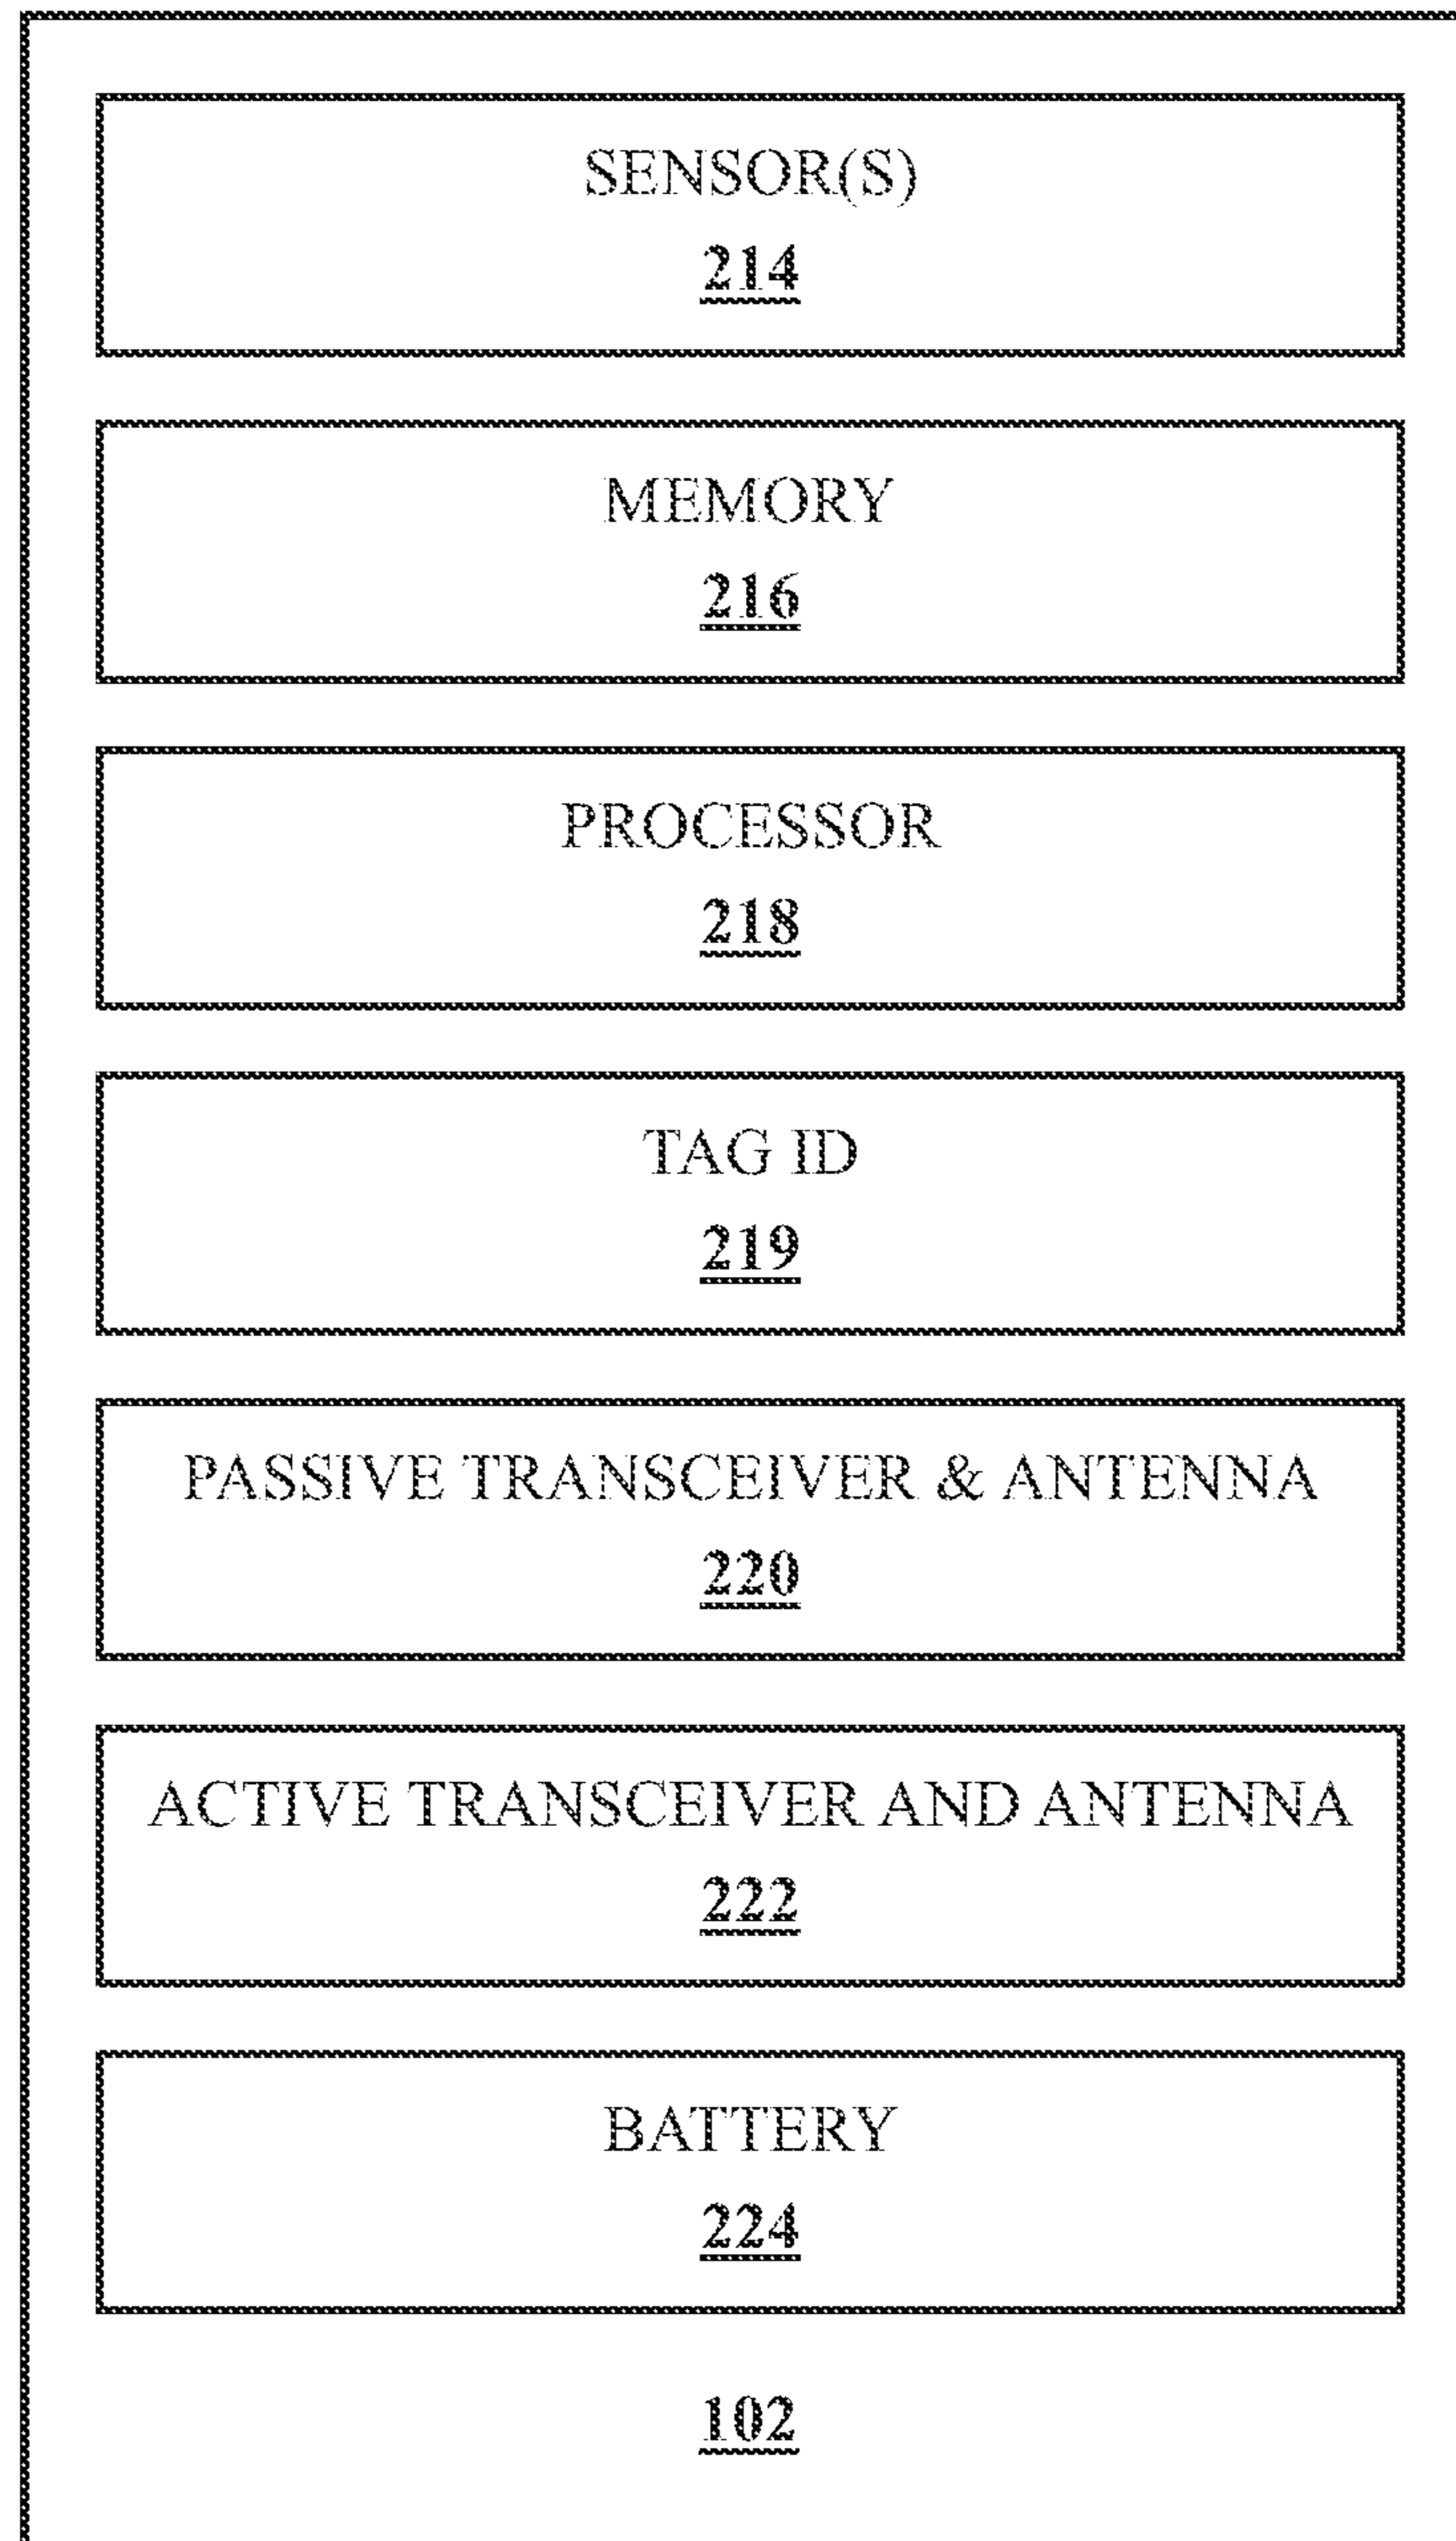 SENSOR(S)
214
MEMORY
216
PROCESSOR
218
TAG ID
219
PASSIVE TRANSCEIVER & ANTENNA
220
ACTIVE TRANSCEIVER AND ANTENNA
222
BATTERY
224
102